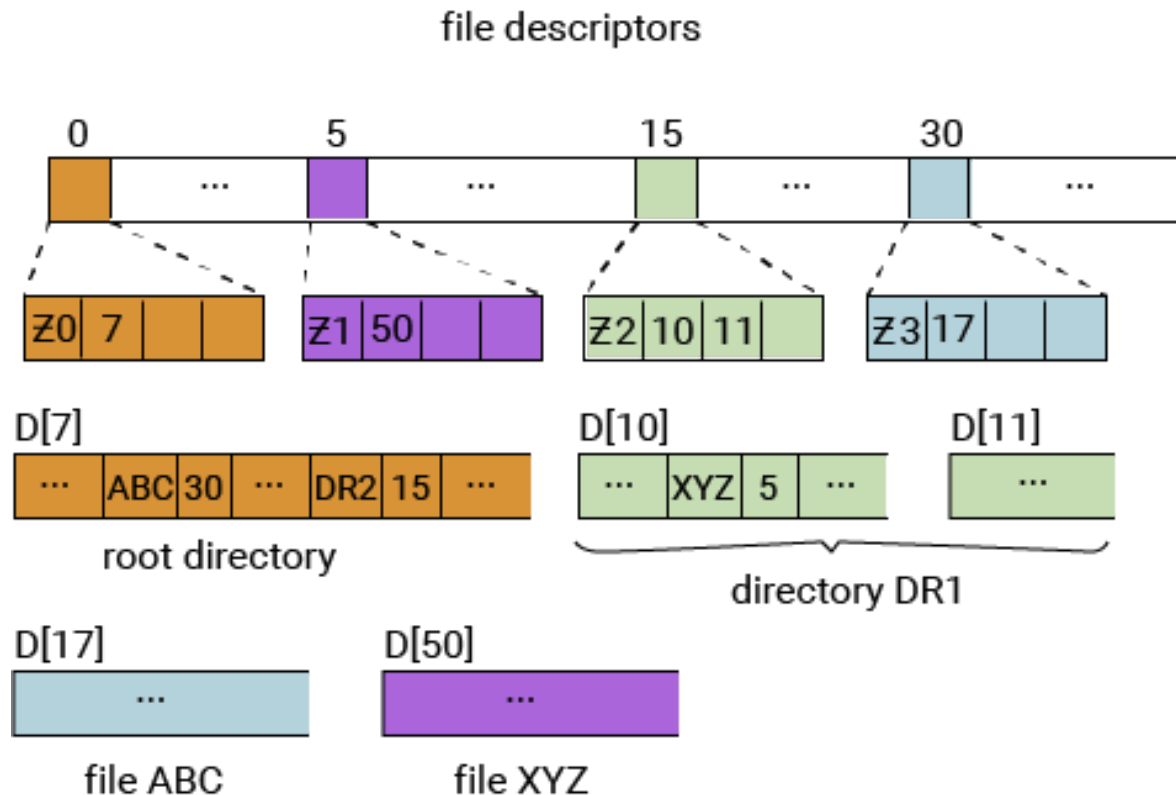 file descriptors
0 5 15 30
... ... ... ...
Ƶ0 7 Ƶ1 50 Ƶ2 10 11 Ƶ3 17
D[7] D[10] D[11]
... ABC 30 ... DR2 15 ... ... XYZ 5 ... ...
root directory
directory DR1
D[17] D[50]
... ...
file ABC file XYZ